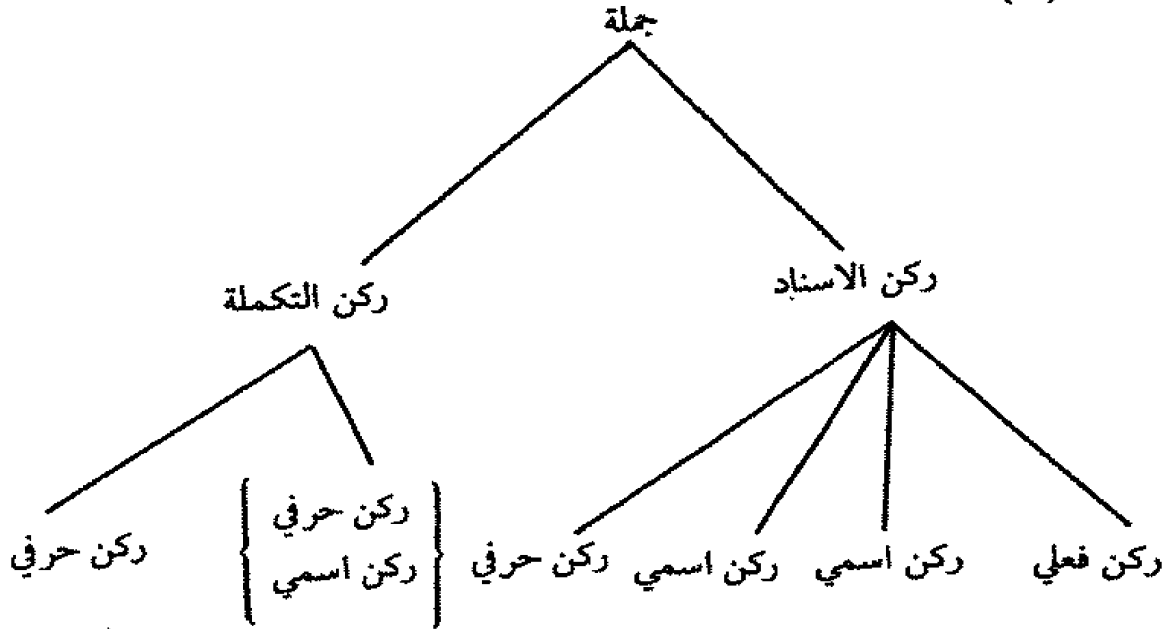 جملة
ركن الاسناد
ركن التكملة
ركن فعلي
ركن اسمي
ركن اسمي
ركن حرفي
ركن حرفي
ركن اسمي
ركن حرفي